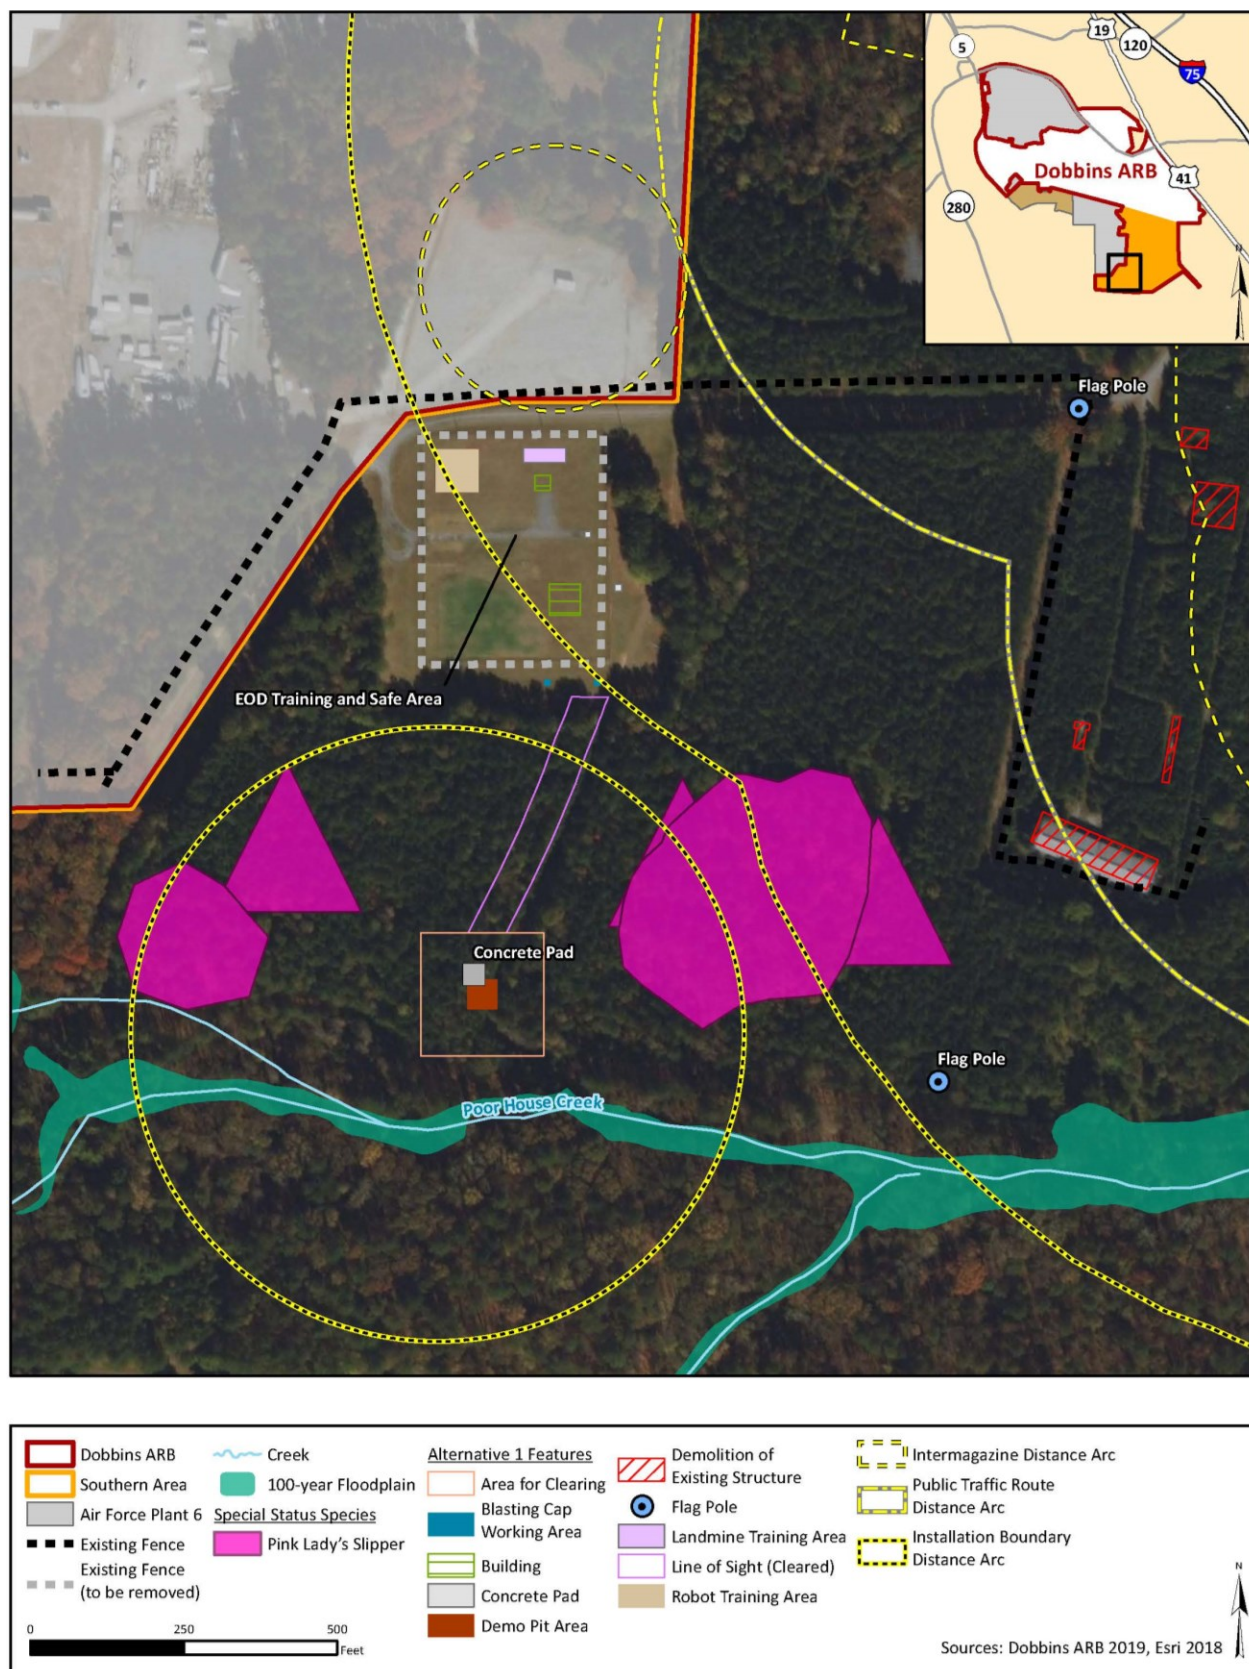 19
120
5
75
Dobbins ARB
41
280
N
Flag Pole
EOD Training and Safe Area
Concrete Pad
Flag Pole
Poor House Creek
Dobbins ARB
Southern Area
Air Force Plant 6
Existing Fence
Existing Fence
(to be removed)
0 250 500
Feet
Creek
100-year Floodplain
Special Status Species
Pink Lady's Slipper
Alternative 1 Features
Area for Clearing
Blasting Cap
Working Area
Building
Concrete Pad
Demo Pit Area
Demolition of
Existing Structure
Flag Pole
Landmine Training Area
Line of Sight (Cleared)
Robot Training Area
Intermagazine Distance Arc
Public Traffic Route
Distance Arc
Installation Boundary
Distance Arc
N
Sources: Dobbins ARB 2019, Esri 2018